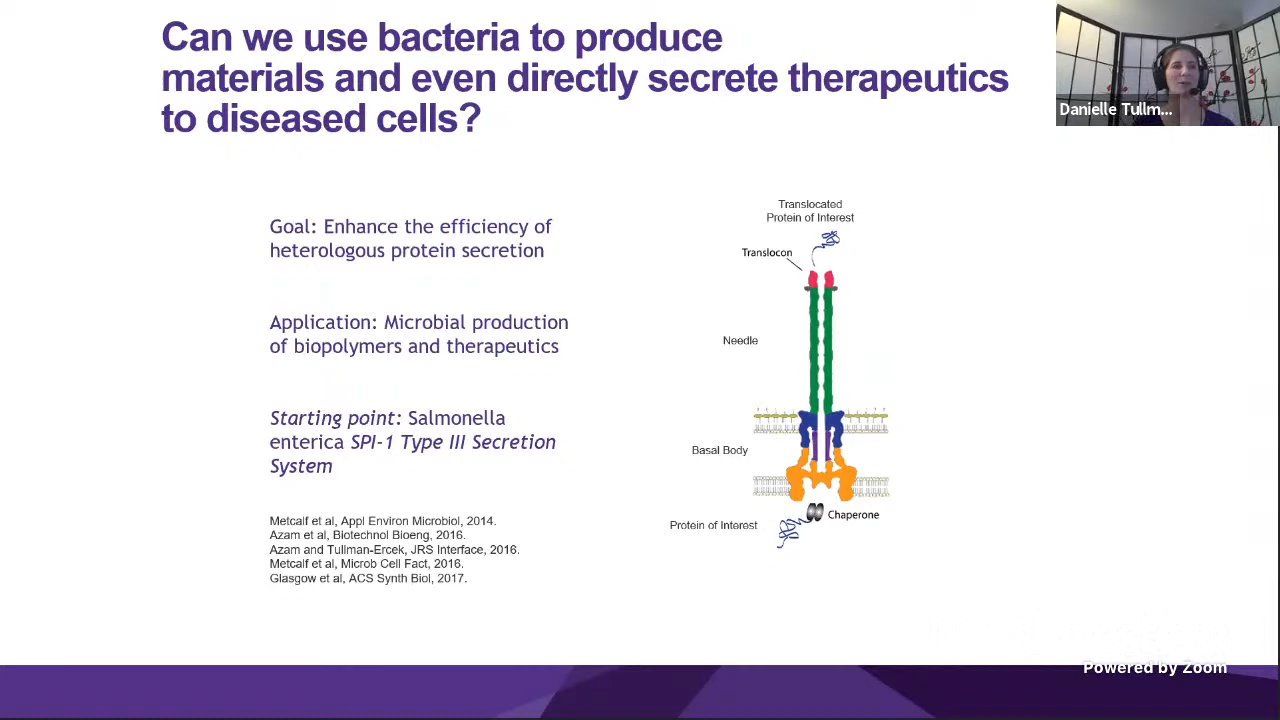 Can we use bacteria to produce
materials and even directly secrete therapeutics
to diseased cells?
Danielle Tullm...
Goal: Enhance the efficiency of
heterologous protein secretion
Application: Microbial production
of biopolymers and therapeutics
Starting point: Salmonella
enterica SPI-1 Type III Secretion
System
Metcalf et al, Appl Environ Microbiol, 2014.
Azam et al, Biotechnol Bioeng, 2016.
Azam and Tullman-Ercek, JRS Interface, 2016.
Metcalf et al, Microb Cell Fact, 2016.
Glasgow et al, ACS Synth Biol, 2017.
Translocated
Protein of Interest
Translocon
Needle
Basal Body
Chaperone
Protein of Interest
Powered by Zoom